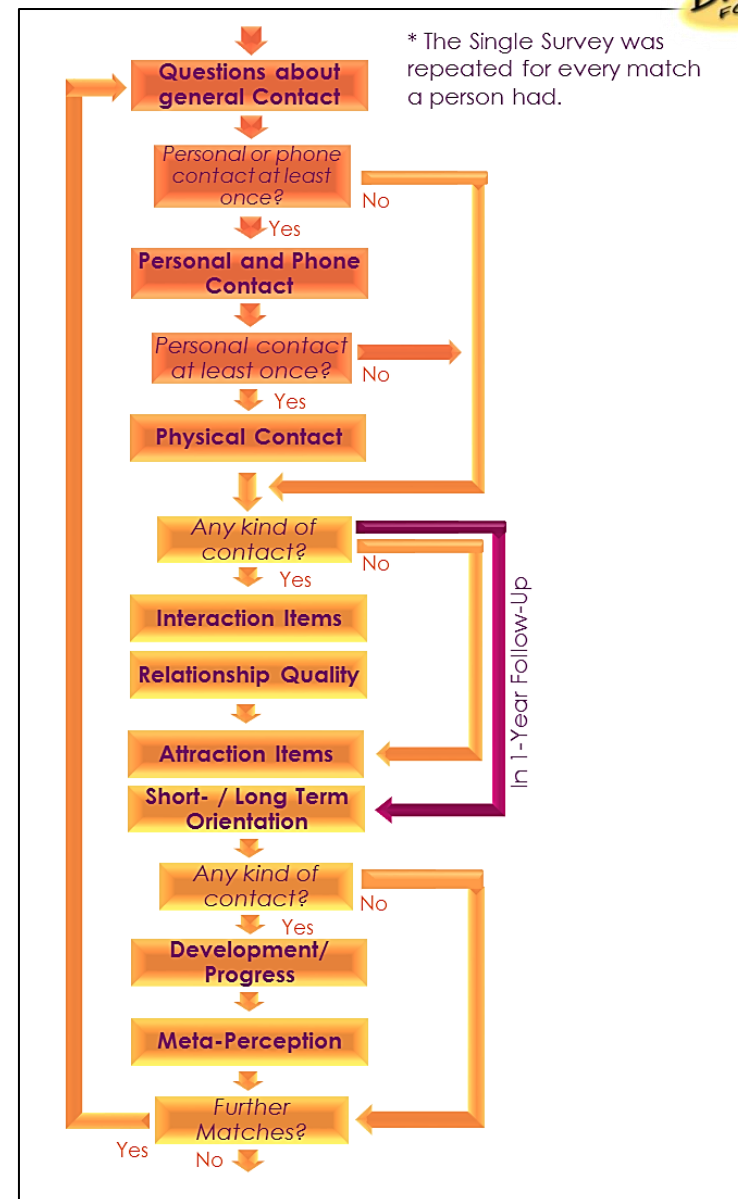 * The Single Survey was
repeated for every match
a person had.
Questions about
general Contact
Personal or phone
contact at least
once?
No
Yes
Personal and Phone
Contact
Personal contact
at least once?
No
Yes
Physical Contact
Any kind of
contact?
No
Yes
Interaction Items
Relationship Quality
Attraction Items
Short- / Long Term
Orientation
In 1-Year Follow-Up
Any kind of
contact?
No
Yes
Development/
Progress
Meta-Perception
Further
Matches?
Yes
No